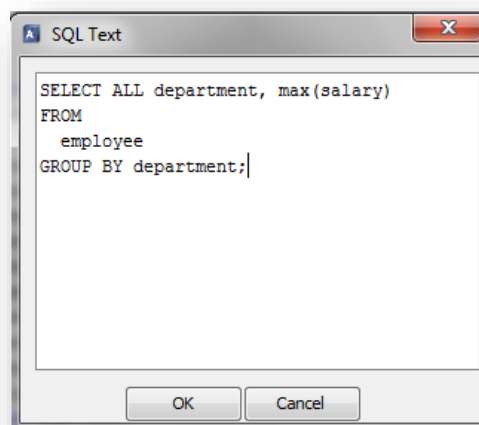 SQL Text
SELECT ALL department, max(salary)
FROM
employee
GROUP BY department;
OK Cancel